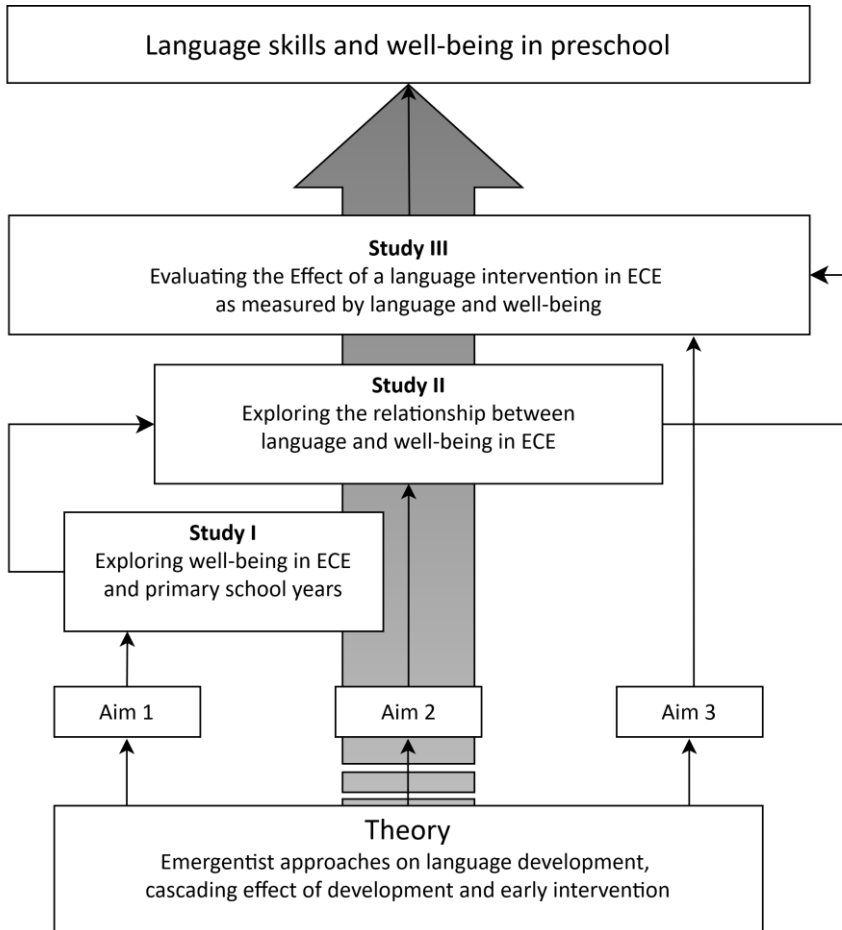 Language skills and well-being in preschool
Study III
Evaluating the Effect of a language intervention in ECE
as measured by language and well-being
Study II
Exploring the relationship between
language and well-being in ECE
Study I
Exploring well-being in ECE
and primary school years
Aim 1
Aim 2
Aim 3
Theory
Emergentist approaches on language development,
cascading effect of development and early intervention